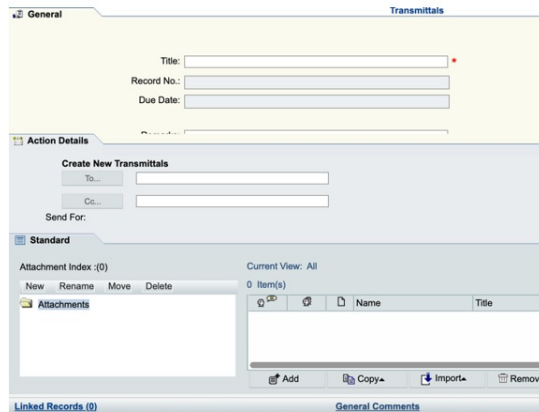 General
Transmittals
Title: *
Record No.:
Due Date:
Action Details
Create New Transmittals
To...
Cc...
Send For:
Standard
Attachment Index :(0)
Current View: All
New Rename Move Delete
0 Item(s)
Attachments
Name Title
Add Copy Import Remov
Linked Records (0)
General Comments